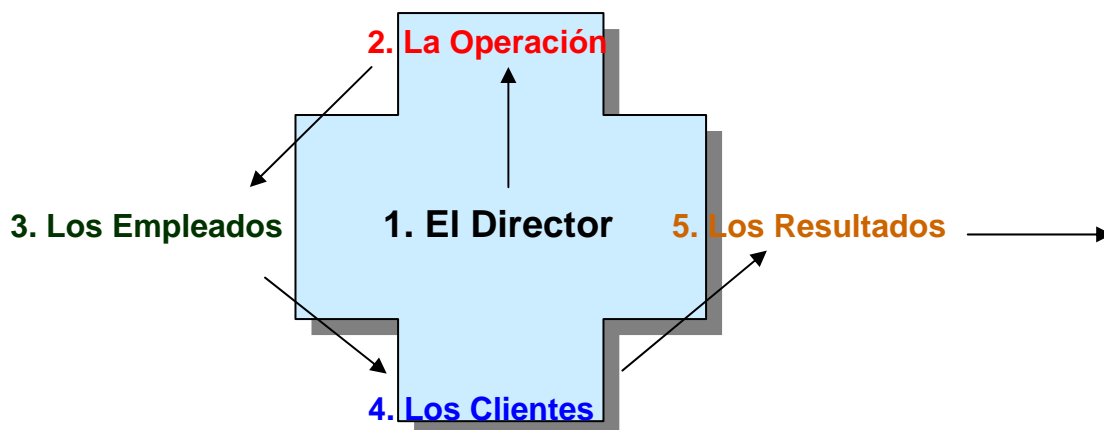 2. La Operación
3. Los Empleados
1. El Director
5. Los Resultados
4. Los Clientes